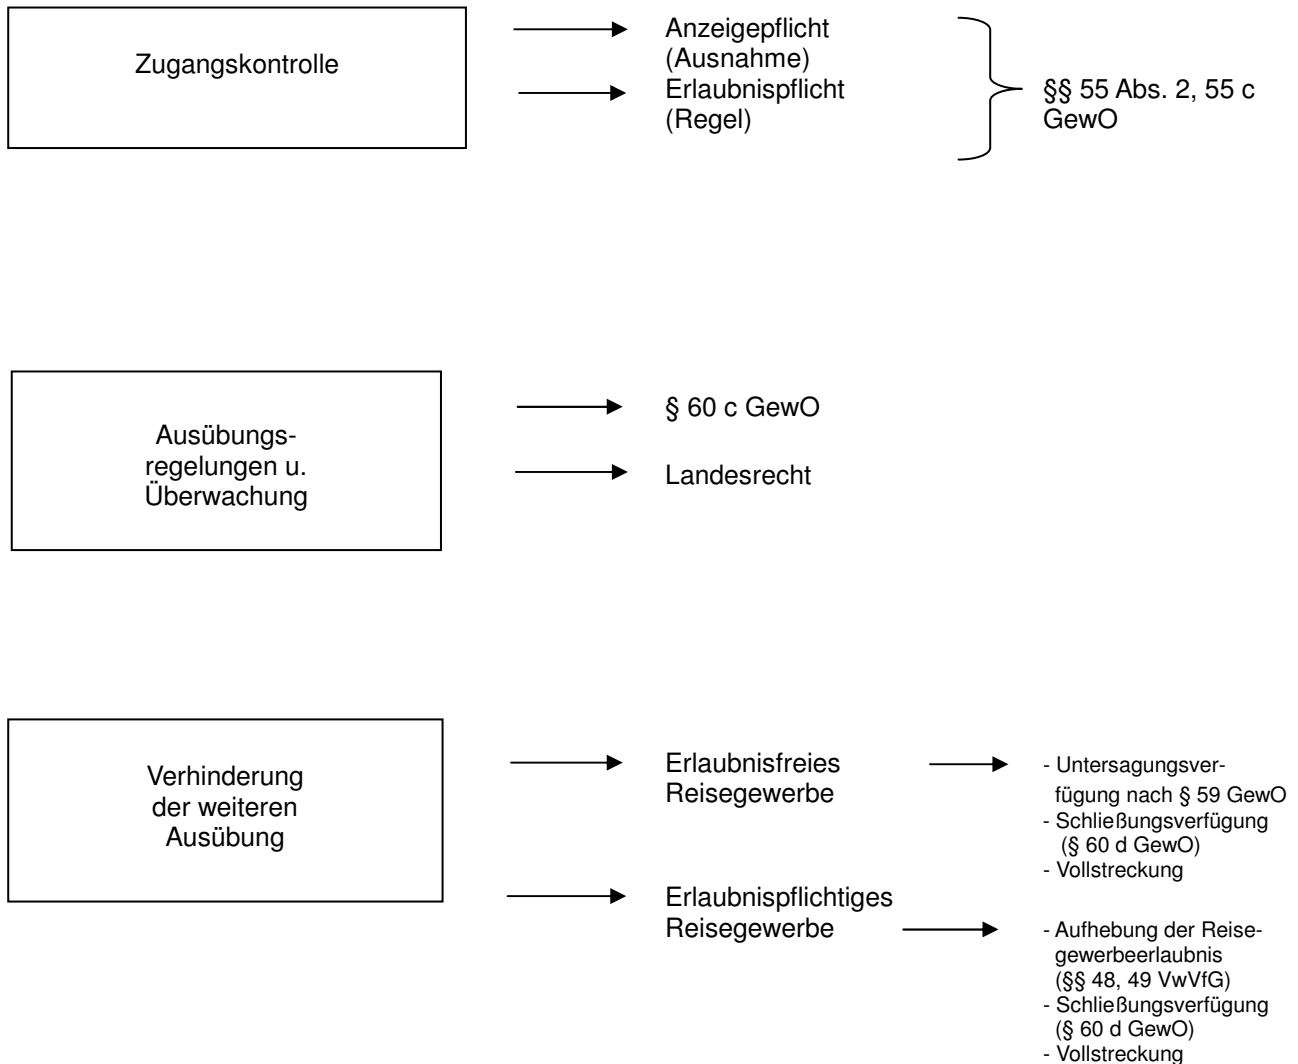 Zugangskontrolle
Anzeigepflicht
(Ausnahme)
Erlaubnispflicht
(Regel)
§§ 55 Abs. 2, 55 c
GewO
Ausübungs-
regelungen u.
Überwachung
§ 60 c GewO
Landesrecht
Verhinderung
der weiteren
Ausübung
Erlaubnisfreies
Reisegewerbe
- Untersagungsver-
fügung nach § 59 GewO
- Schließungsverfügung
(§ 60 d GewO)
- Vollstreckung
Erlaubnispflichtiges
Reisegewerbe
- Aufhebung der Reise-
gewerbeerlaubnis
(§§ 48, 49 VwVfG)
- Schließungsverfügung
(§ 60 d GewO)
- Vollstreckung